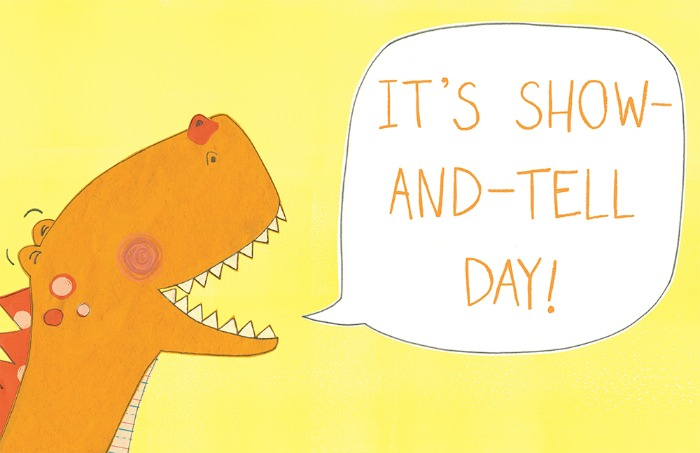 IT'S SHOW-
AND-TELL
DAY!